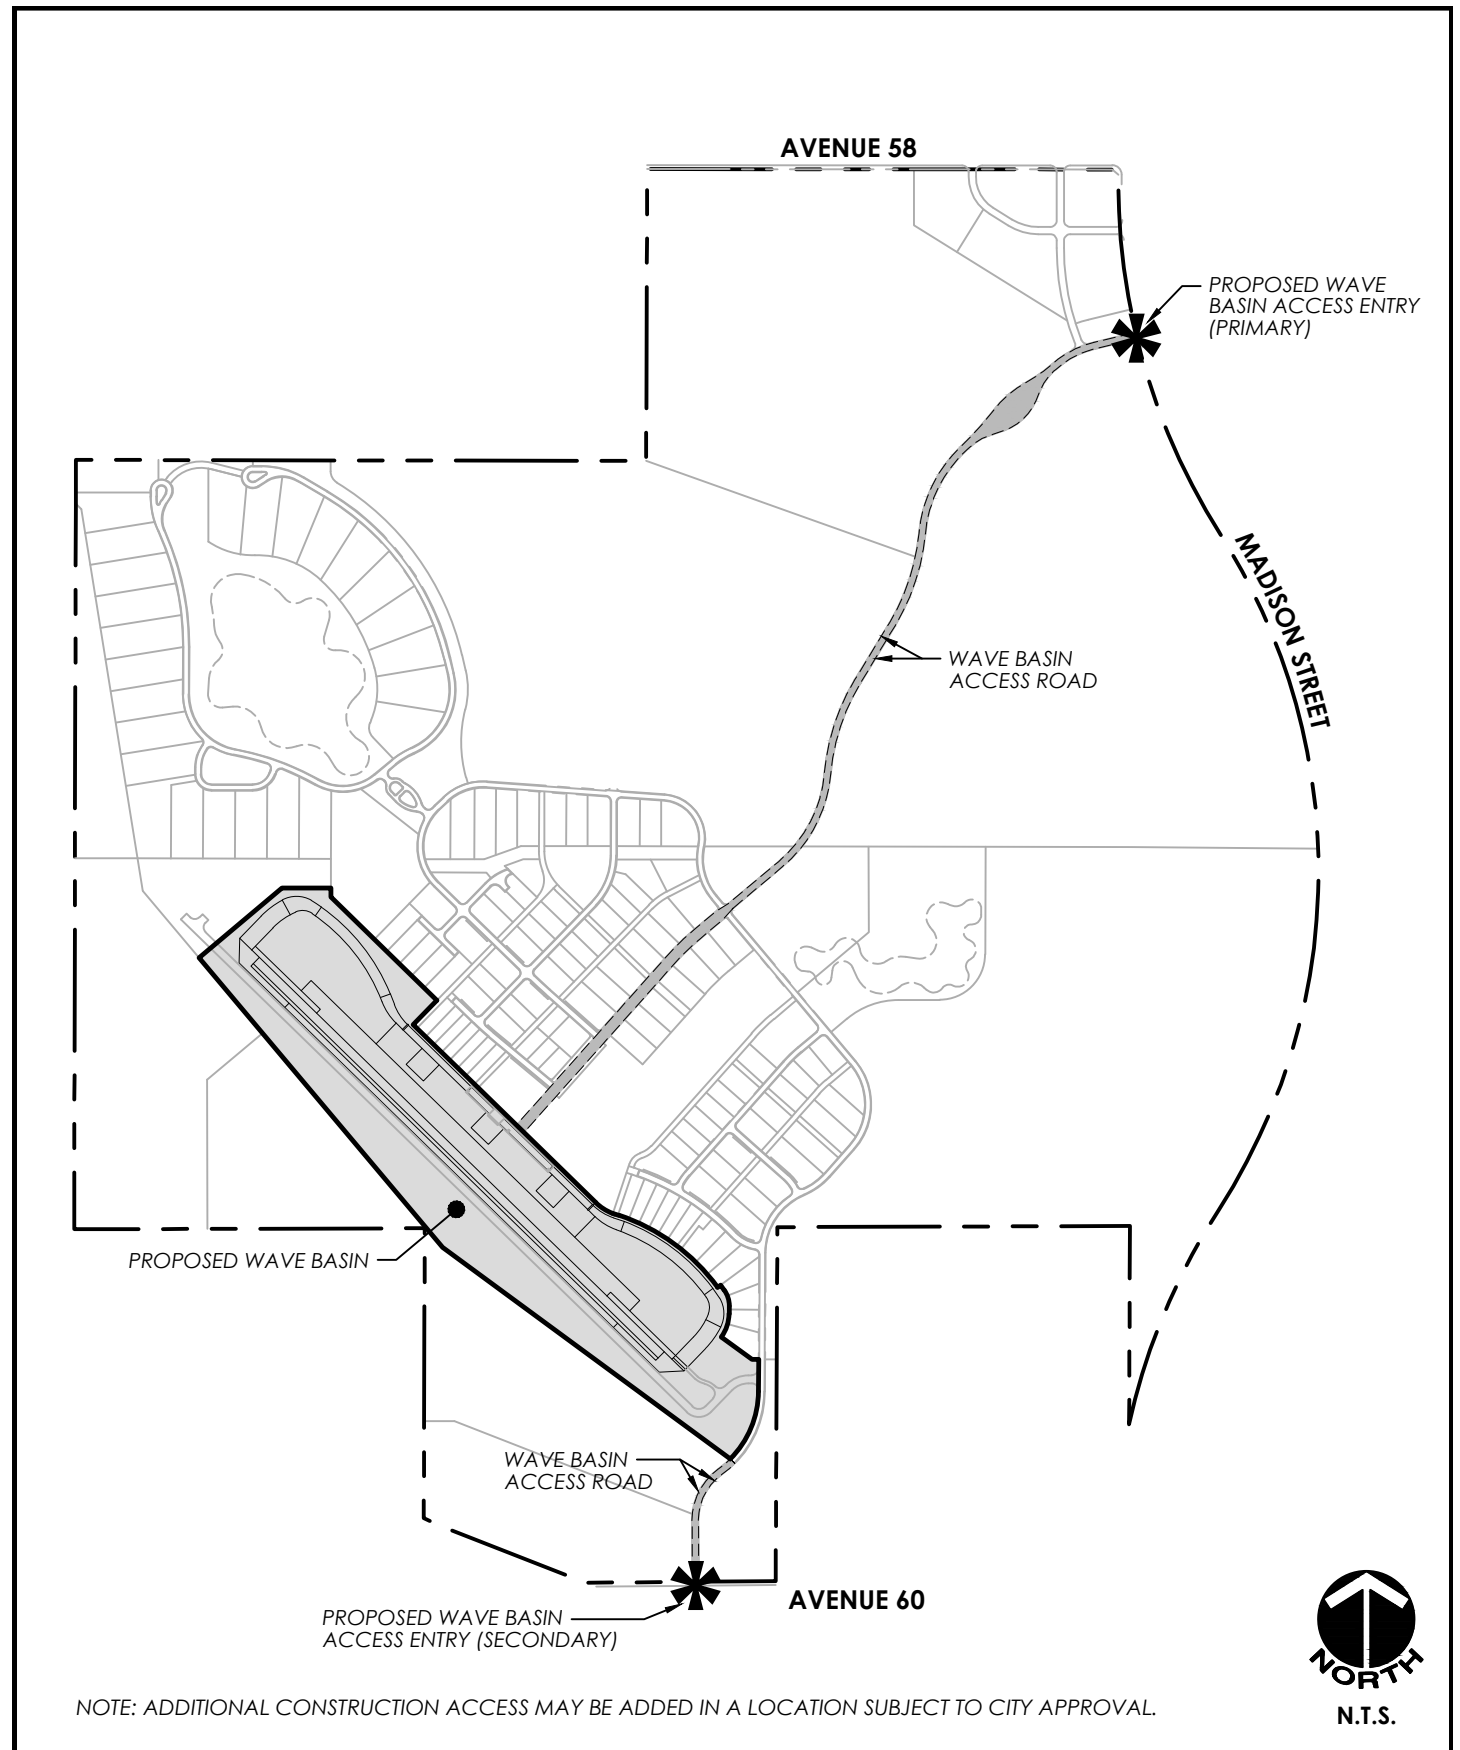 AVENUE 58
PROPOSED WAVE
BASIN ACCESS ENTRY
(PRIMARY)
MADISON STREET
WAVE BASIN
ACCESS ROAD
PROPOSED WAVE BASIN
WAVE BASIN
ACCESS ROAD
AVENUE 60
PROPOSED WAVE BASIN
ACCESS ENTRY (SECONDARY)
NORTH
N.T.S.
NOTE: ADDITIONAL CONSTRUCTION ACCESS MAY BE ADDED IN A LOCATION SUBJECT TO CITY APPROVAL.